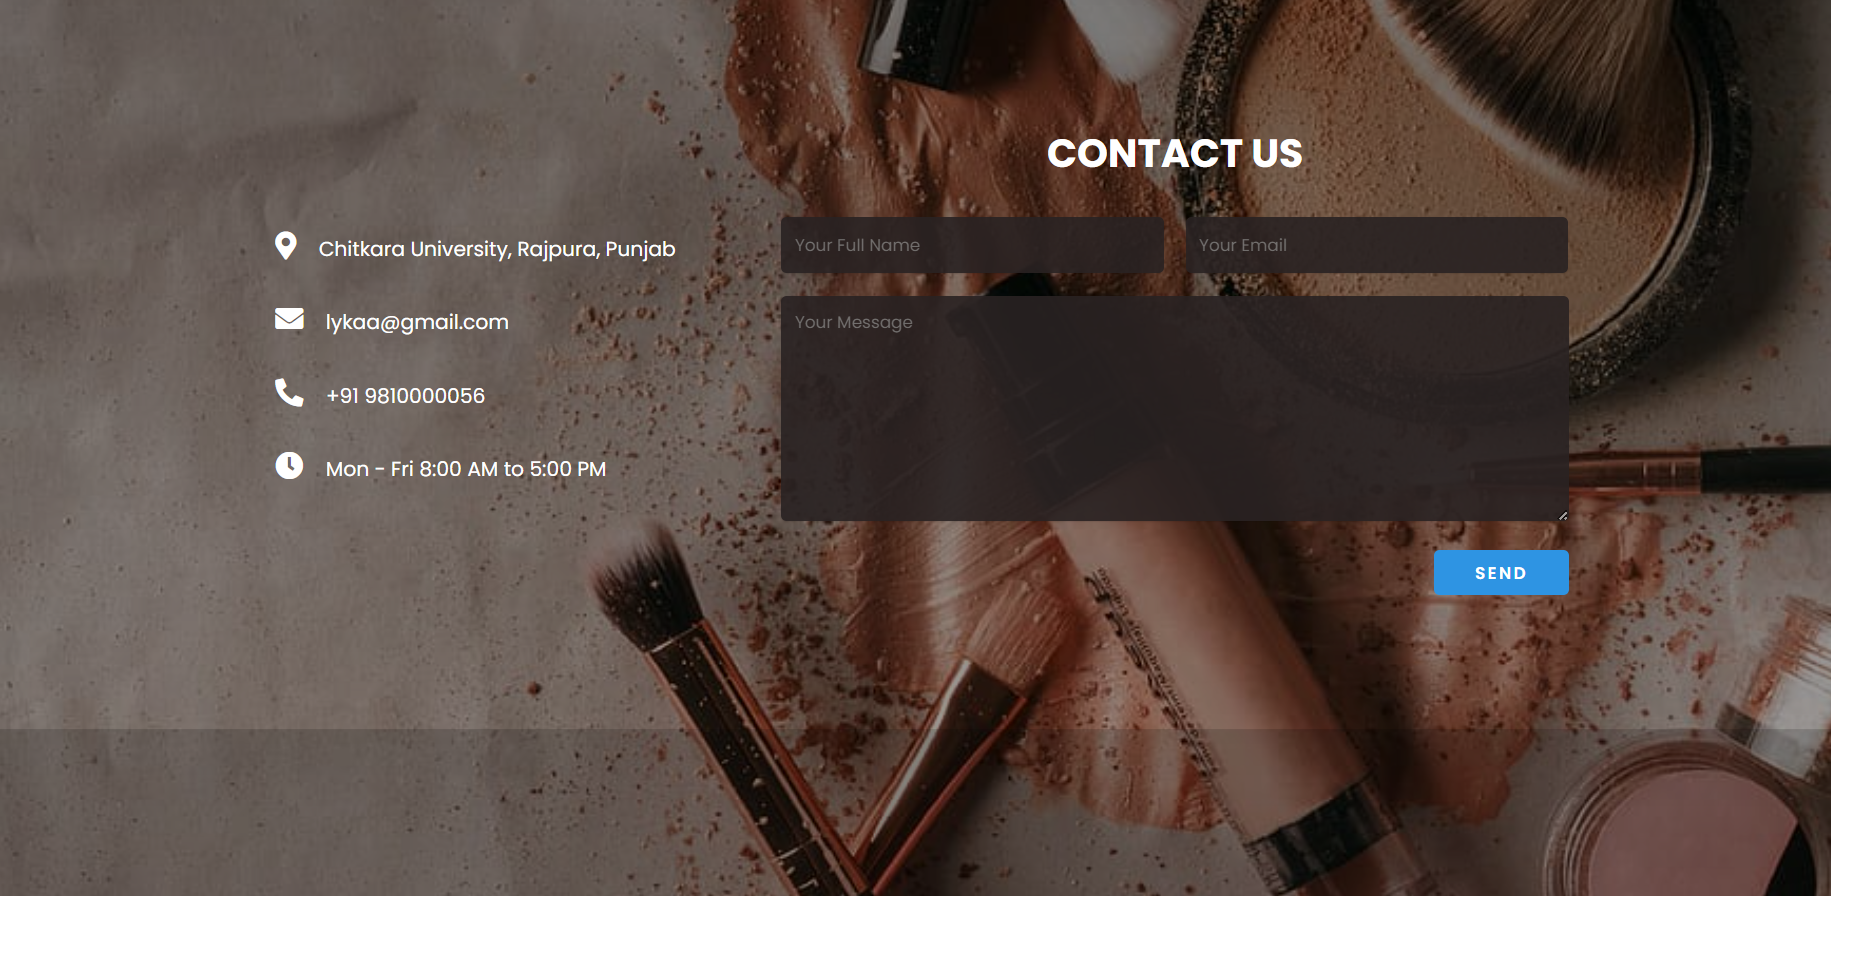 CONTACT US
Chitkara University, Rajpura, Punjab
lykaa@gmail.com
+91 9810000056
Mon - Fri 8:00 AM to 5:00 PM
Your Full Name
Your Email
Your Message
SEND